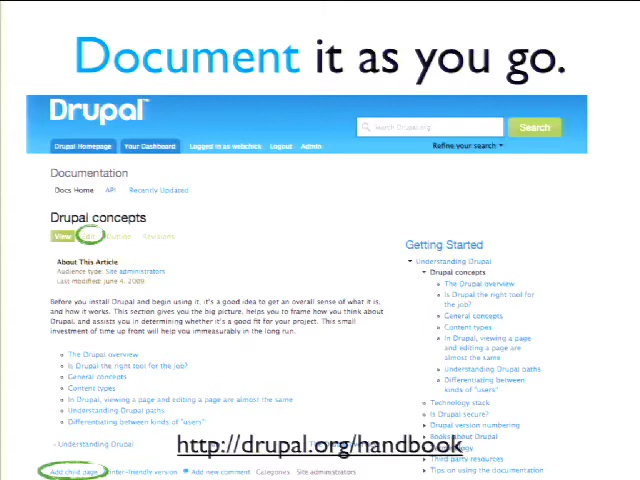 Document it as you go.
Drupal
Search Drupal.org
Search
Drupal Homepage Your Dashboard Logged in as webchick Logout Admin
Refine your search
Documentation
Docs Home API Recently Updated
Drupal concepts
View Edit Outline Revisions
About This Article
Audience type: Site administrators
Last modified: June 4, 2009
Before you install Drupal and begin using it, it's a good idea to get an overall sense of what it is,
and how it works. This section gives you the big picture, helps you to frame how you think about
Drupal, and assists you in determining whether it's a good fit for your project. This small
investment of time up front will help you immeasurably in the long run.
The Drupal overview
Is Drupal the right tool for the job?
General concepts
Content types
In Drupal, viewing a page and editing a page are almost the same
Understanding Drupal paths
Differentiating between kinds of "users"
‹ Understanding Drupal
http://drupal.org/handbook
Add child page Printer-friendly version Add new comment Categories Site administrators
Getting Started
Understanding Drupal
Drupal concepts
The Drupal overview
Is Drupal the right tool for
the job?
General concepts
Content types
In Drupal, viewing a page
and editing a page are
almost the same
Understanding Drupal paths
Differentiating between
kinds of "users"
Technology stack
Is Drupal secure?
Drupal version numbering
Books about Drupal
Third party resources
Tips on using the documentation